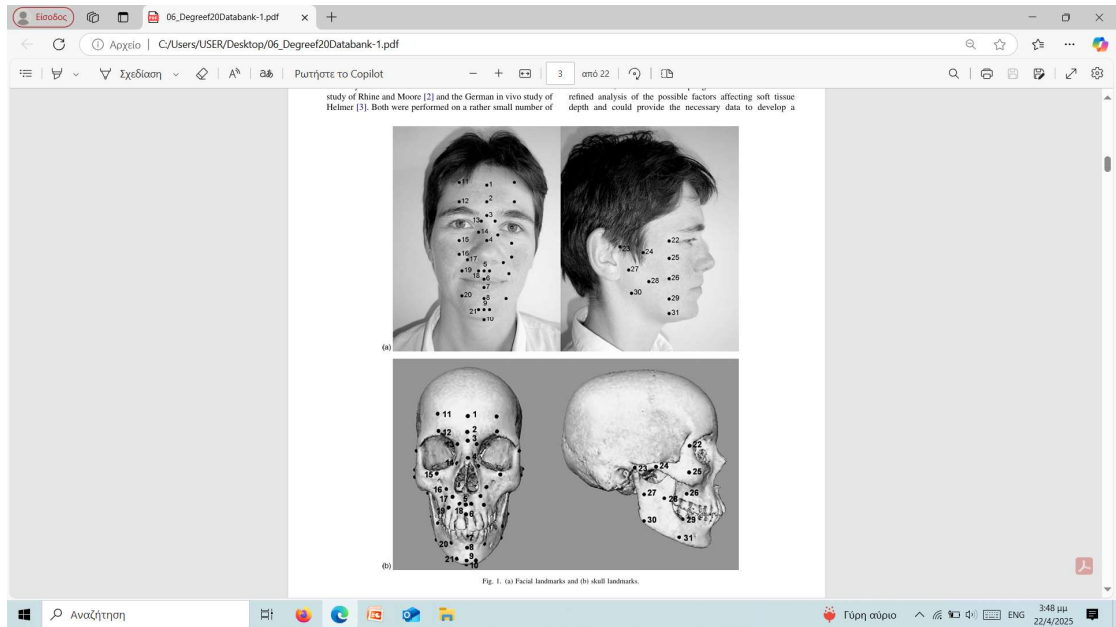 Είσοδος
06_Degreef20Databank-1.pdf
Αρχείο | C:/Users/USER/Desktop/06_Degreef20Databank-1.pdf
Σχεδίαση
Ρωτήστε το Copilot
3 από 22
study of Rhine and Moore [2] and the German in vivo study of
Helmer [3]. Both were performed on a rather small number of
refined analysis of the possible factors affecting soft tissue
depth and could provide the necessary data to develop a
11 1
12 2
3
13
14
15 4
16
17
5
19
18 6
7
20 8
9
21
10
22
23 24
25
27
28 26
30 29
31
(a)
11 1
12 2
13 3
14 4
15
16
17 5
19 18 6
7
20 8
21 9
10
22
23 24
25
27 28 26
30 29
31
(b)
Fig. 1. (a) Facial landmarks and (b) skull landmarks.
Αναζήτηση
Γύρη αύριο
ENG
3:48 μμ
22/4/2025